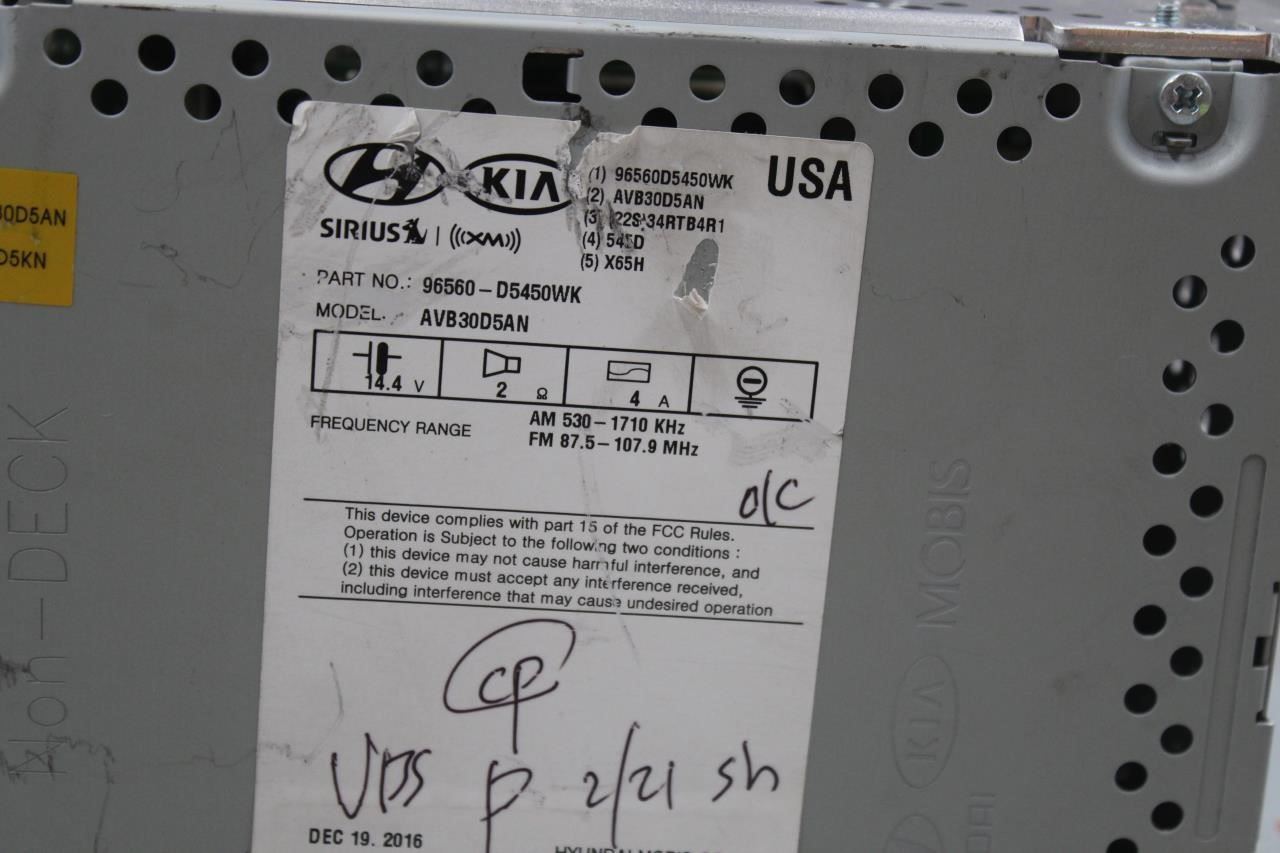 30D5AN
D5KN
KIA
USA
(1) 96560D5450WK
(2) AVB30D5AN
34RTB4R1
(4) 545D
(5) X65H
SIRIUS | ((XM))
PART NO.: 96560-D5450WK
MODEL. AVB30D5AN
14.4 V
2 Ω
4 A
FREQUENCY RANGE
AM 530-1710 KHz
FM 87.5-107.9 MHz
O/C
This device complies with part 15 of the FCC Rules.
Operation is Subject to the following two conditions :
(1) this device may not cause harmful interference, and
(2) this device must accept any interference received,
including interference that may cause undesired operation
CP
P 2/21 Sh
DEC 19. 2016
Non-DECK
KIA MOBIS